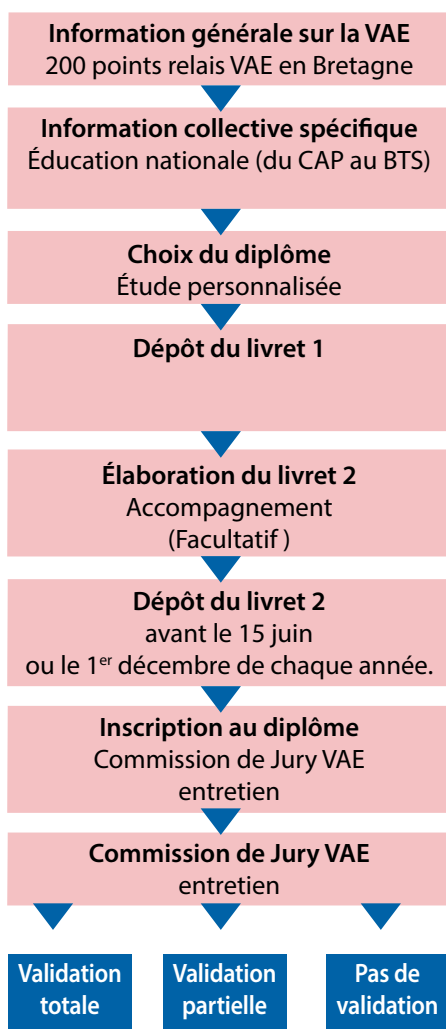 Information générale sur la VAE
200 points relais VAE en Bretagne
Information collective spécifique
Éducation nationale (du CAP au BTS)
Choix du diplôme
Étude personnalisée
Dépôt du livret 1
Élaboration du livret 2
Accompagnement
(Facultatif )
Dépôt du livret 2
avant le 15 juin
ou le 1er décembre de chaque année.
Inscription au diplôme
Commission de Jury VAE
entretien
Commission de Jury VAE
entretien
Validation
totale
Validation
partielle
Pas de
validation